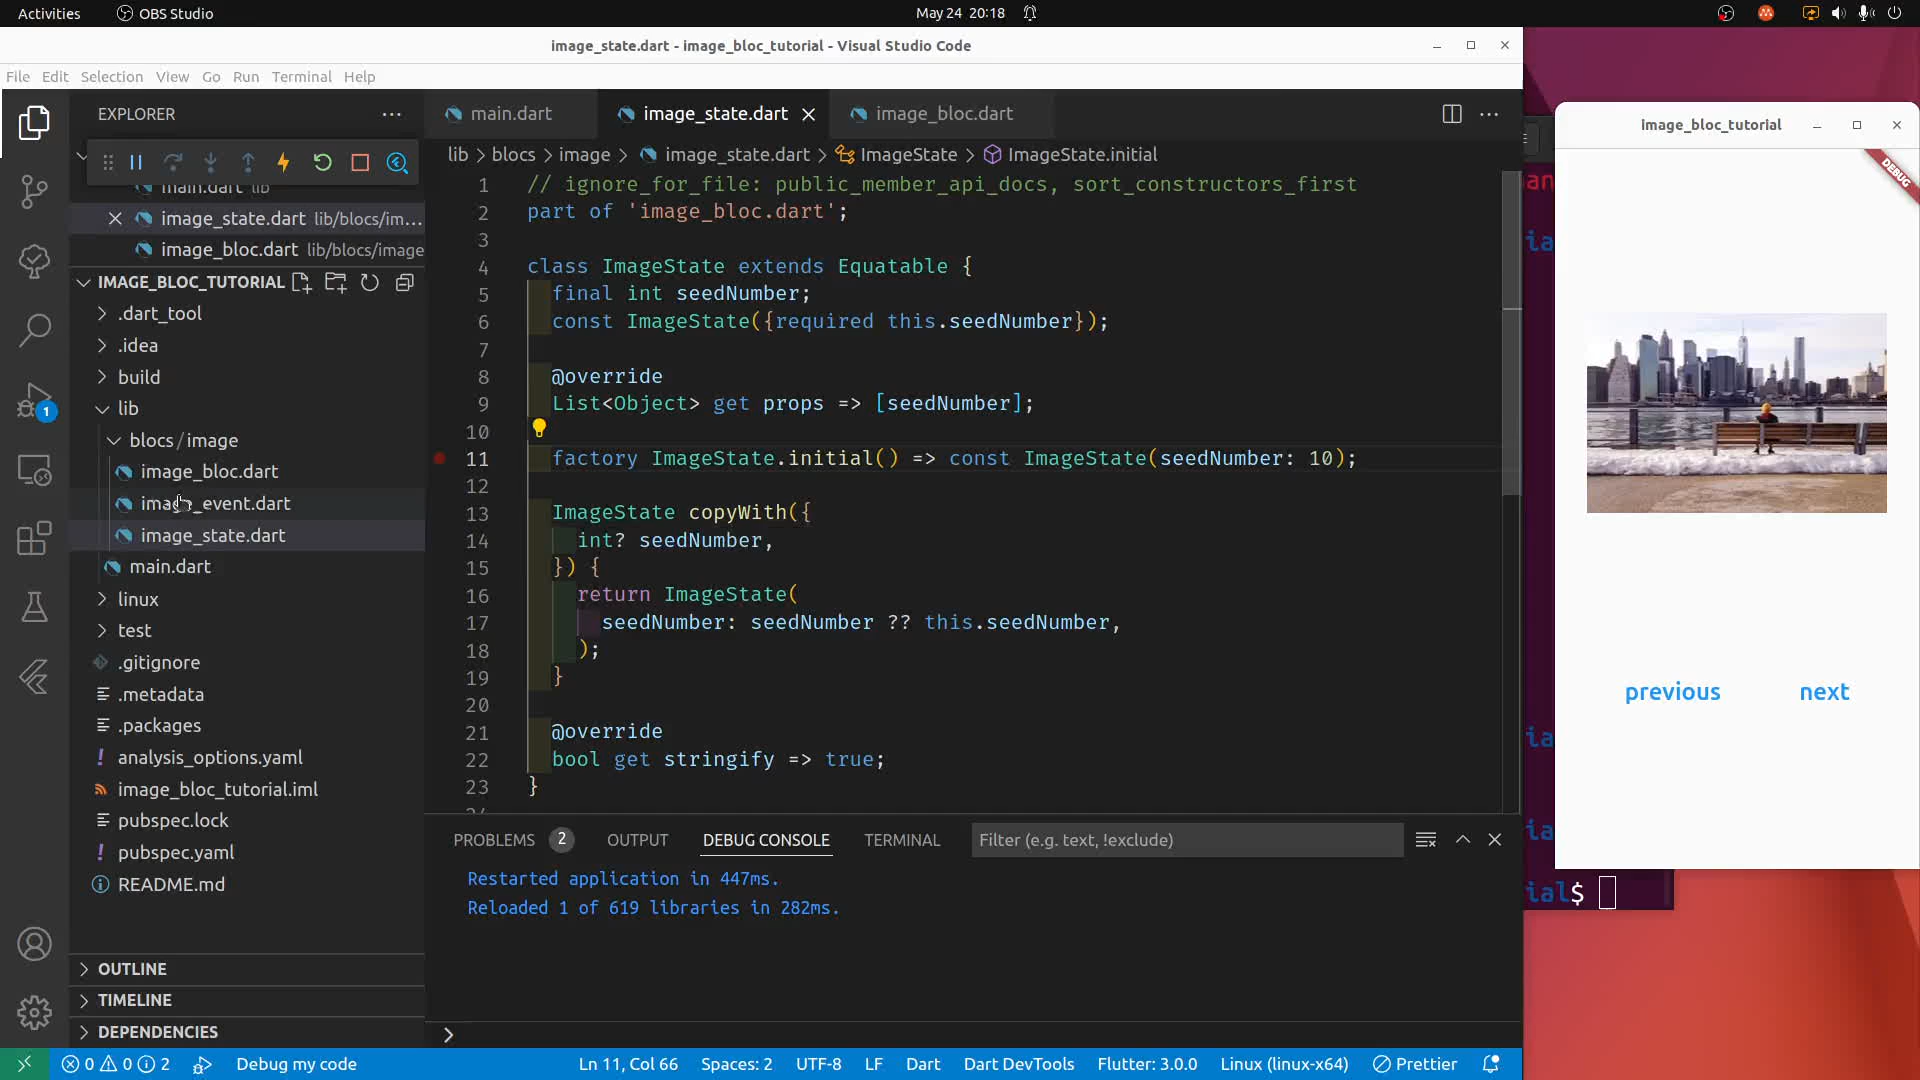 Activities
OBS Studio
May 24 20:18
image_state.dart - image_bloc_tutorial - Visual Studio Code
File Edit Selection View Go Run Terminal Help
EXPLORER
main.dart lib
image_state.dart lib/blocs/im...
image_bloc.dart lib/blocs/image
IMAGE_BLOC_TUTORIAL
.dart_tool
.idea
build
lib
blocs / image
image_bloc.dart
image_event.dart
image_state.dart
main.dart
linux
test
.gitignore
.metadata
.packages
analysis_options.yaml
image_bloc_tutorial.iml
pubspec.lock
pubspec.yaml
README.md
OUTLINE
TIMELINE
DEPENDENCIES
1
main.dart
image_state.dart
image_bloc.dart
lib > blocs > image > image_state.dart > ImageState > ImageState.initial
1 // ignore_for_file: public_member_api_docs, sort_constructors_first
2 part of 'image_bloc.dart';
3
4 class ImageState extends Equatable {
5 final int seedNumber;
6 const ImageState({required this.seedNumber});
7
8 @override
9 List<Object> get props => [seedNumber];
10
11 factory ImageState.initial() => const ImageState(seedNumber: 10);
12
13 ImageState copyWith({
14 int? seedNumber,
15 }) {
16 return ImageState(
17 seedNumber: seedNumber ?? this.seedNumber,
18 );
19 }
20
21 @override
22 bool get stringify => true;
23 }
PROBLEMS 2 OUTPUT DEBUG CONSOLE TERMINAL Filter (e.g. text, !exclude)
Restarted application in 447ms.
Reloaded 1 of 619 libraries in 282ms.
0 0 2 Debug my code
Ln 11, Col 66 Spaces: 2 UTF-8 LF Dart Dart DevTools Flutter: 3.0.0 Linux (linux-x64) Prettier
image_bloc_tutorial
DEBUG
previous next
an
ia
ia
ia
ial$